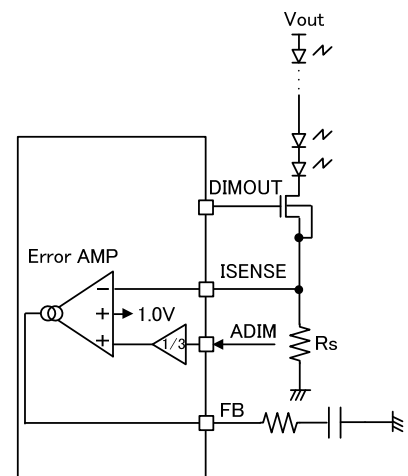 Vout
DIMOUT
Error AMP
ISENSE
−
+ 1.0V
ADIM
+
1/3
Rs
FB